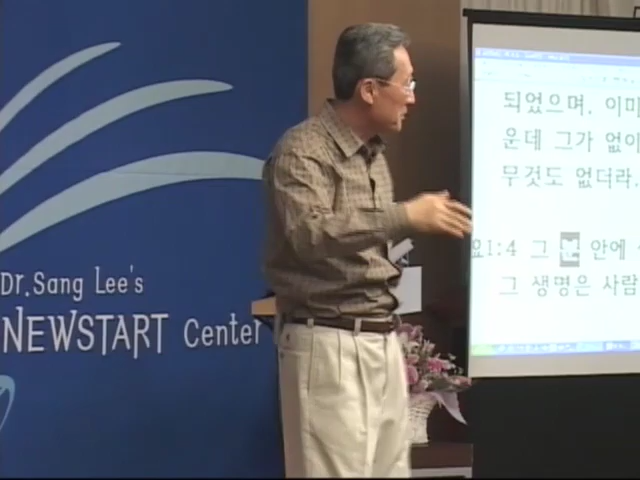 Dr.Sang Lee's
NEWSTART Center
되었으며. 이미
운데 그가 없이
무것도 없더라.
요1:4 그 분 안에
그 생명은 사람